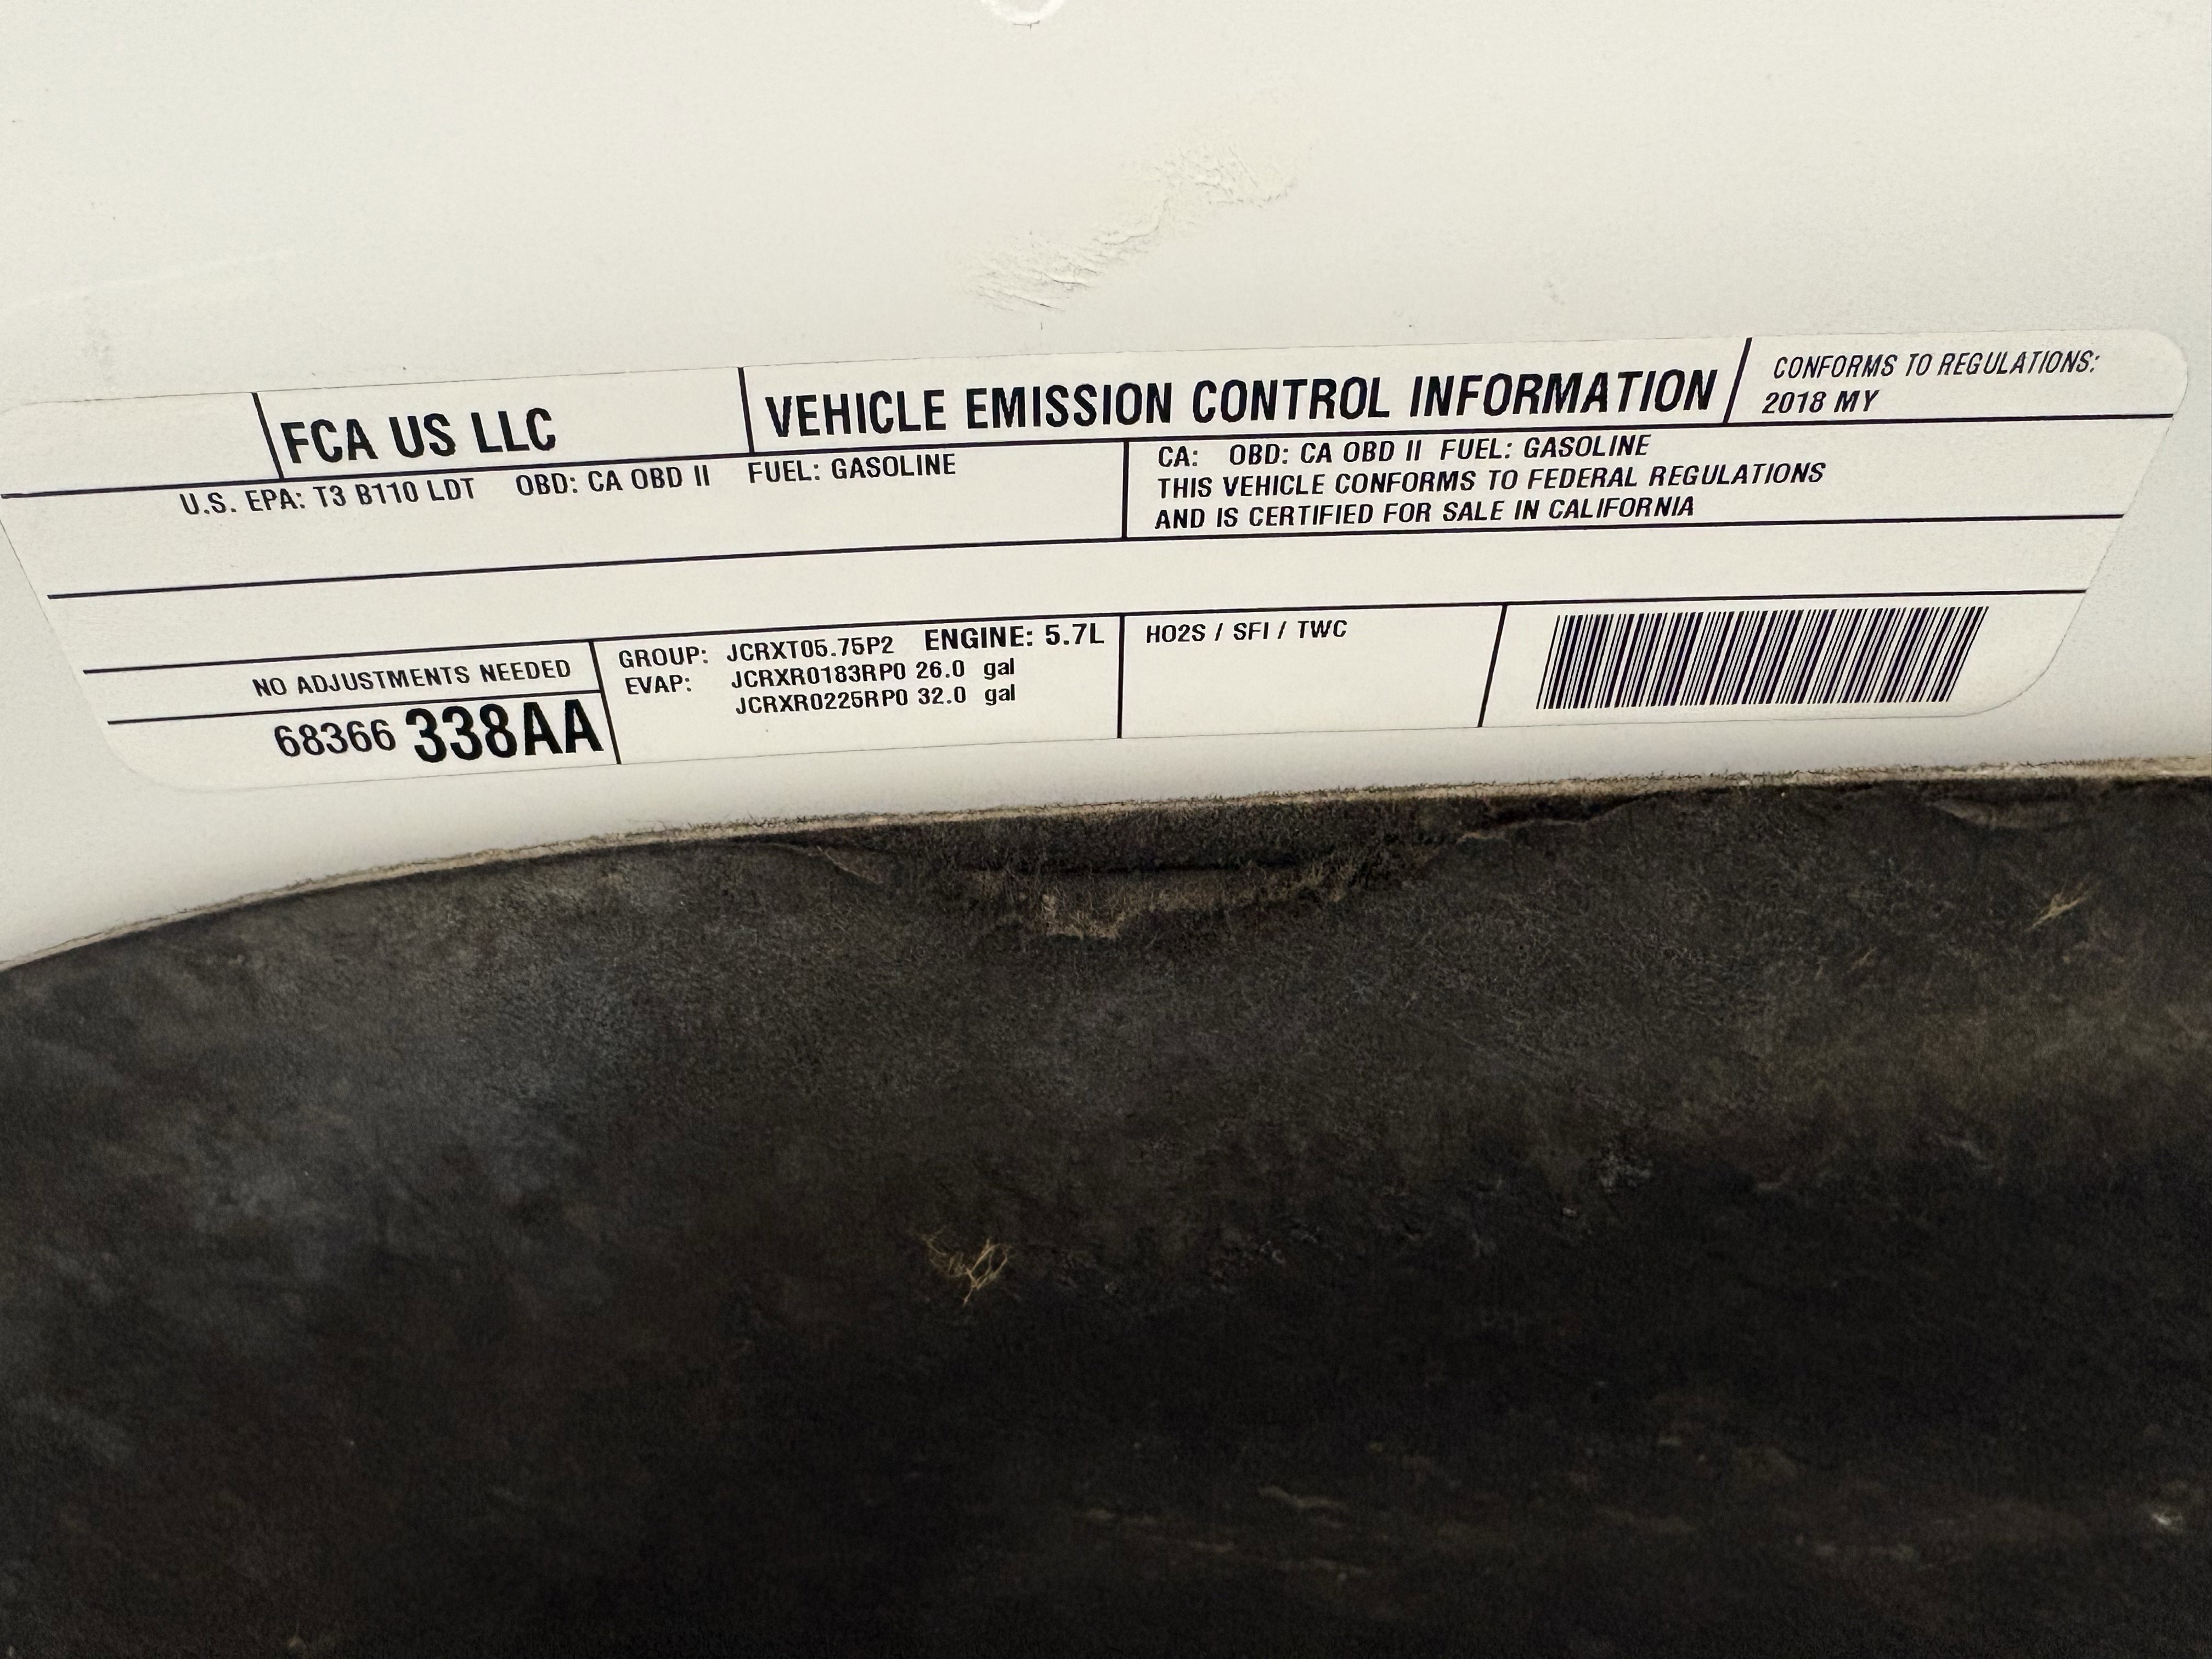 FCA US LLC
VEHICLE EMISSION CONTROL INFORMATION
CONFORMS TO REGULATIONS:
2018 MY
U.S. EPA: T3 B110 LDT OBD: CA OBD II FUEL: GASOLINE
CA: OBD: CA OBD II FUEL: GASOLINE
THIS VEHICLE CONFORMS TO FEDERAL REGULATIONS
AND IS CERTIFIED FOR SALE IN CALIFORNIA
NO ADJUSTMENTS NEEDED
68366 338AA
GROUP: JCRXT05.75P2 ENGINE: 5.7L
EVAP: JCRXR0183RP0 26.0 gal
JCRXR0225RP0 32.0 gal
HO2S / SFI / TWC